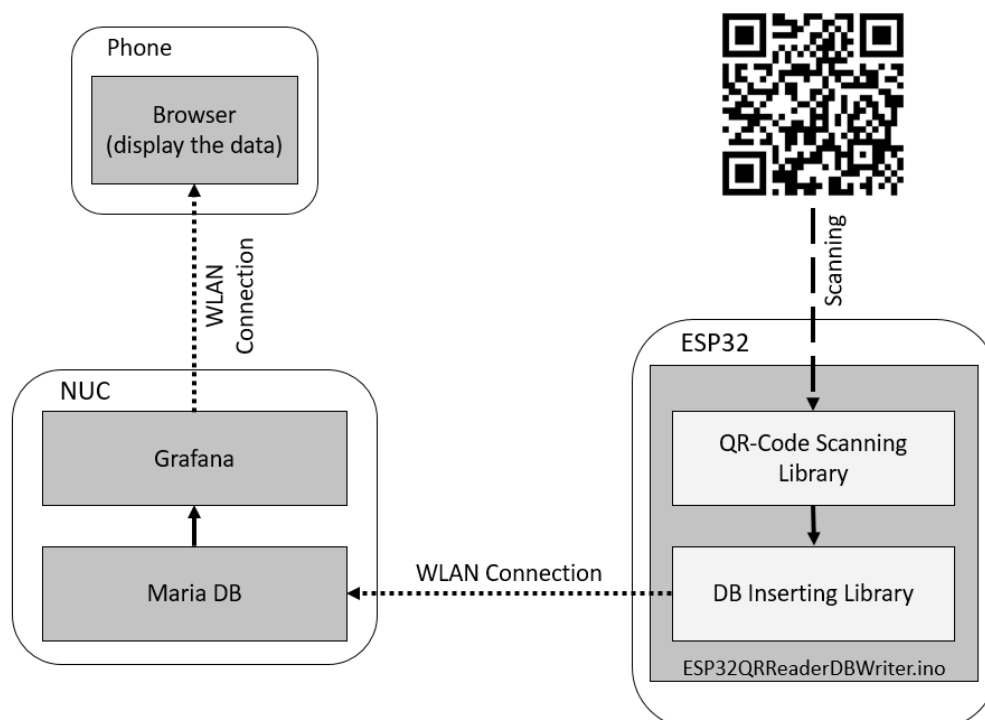 Phone
Browser
(display the data)
WLAN
Connection
Scanning
NUC
Grafana
Maria DB
WLAN Connection
ESP32
QR-Code Scanning
Library
DB Inserting Library
ESP32QRReaderDBWriter.ino